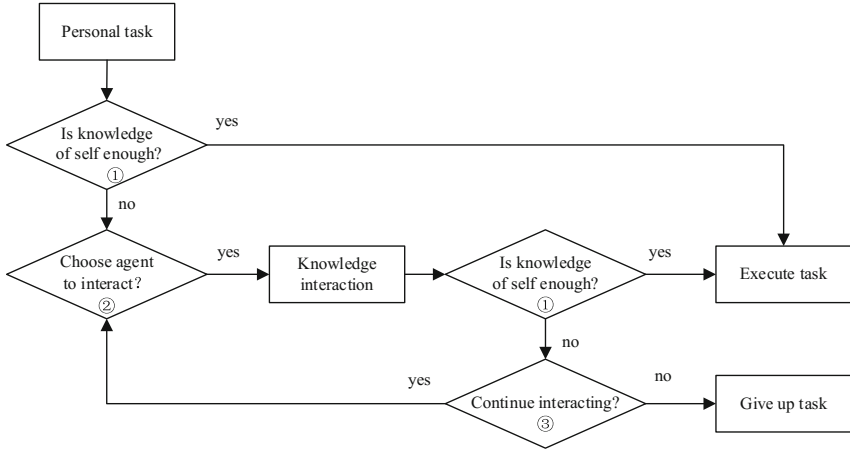 Personal task
Is knowledge
of self enough?
①
yes
no
Choose agent
to interact?
②
yes
Knowledge
interaction
Is knowledge
of self enough?
①
yes
Execute task
no
Continue interacting?
③
yes
no
Give up task